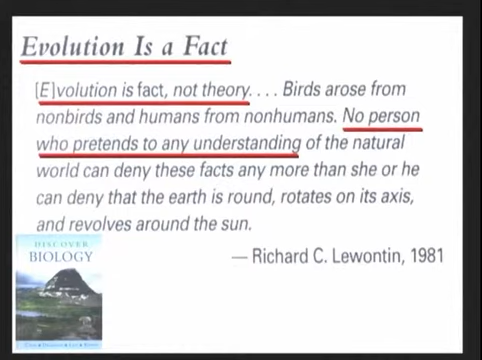 Evolution Is a Fact
[E]volution is fact, not theory. . . . Birds arose from
nonbirds and humans from nonhumans. No person
who pretends to any understanding of the natural
world can deny these facts any more than she or he
can deny that the earth is round, rotates on its axis,
and revolves around the sun.
— Richard C. Lewontin, 1981
DISCOVER
BIOLOGY